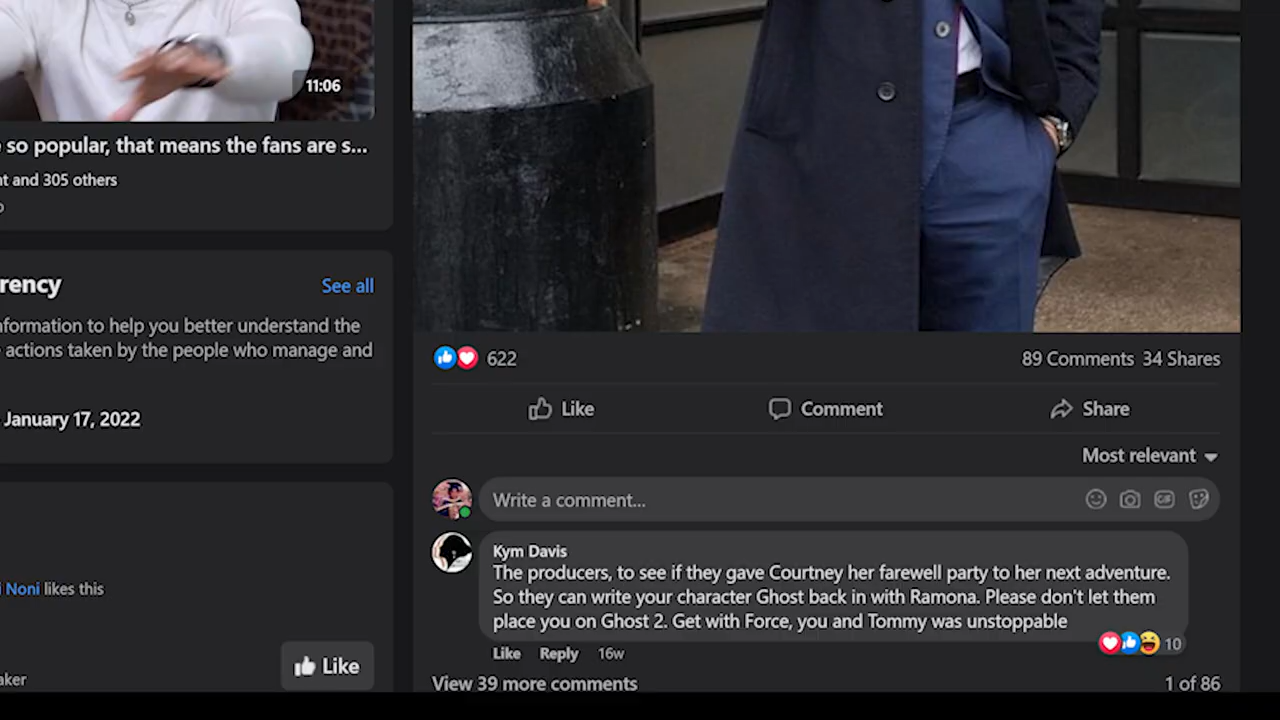 11:06
so popular, that means the fans are s...
and 305 others
See all
to help you better understand the
actions taken by the people who manage and
January 17, 2022
Noni likes this
Like
622
89 Comments 34 Shares
Like
Comment
Share
Most relevant
Write a comment...
GIF
Kym Davis
The producers, to see if they gave Courtney her farewell party to her next adventure.
So they can write your character Ghost back in with Ramona. Please don't let them
place you on Ghost 2. Get with Force, you and Tommy was unstoppable
10
Like Reply 16w
View 39 more comments
1 of 86